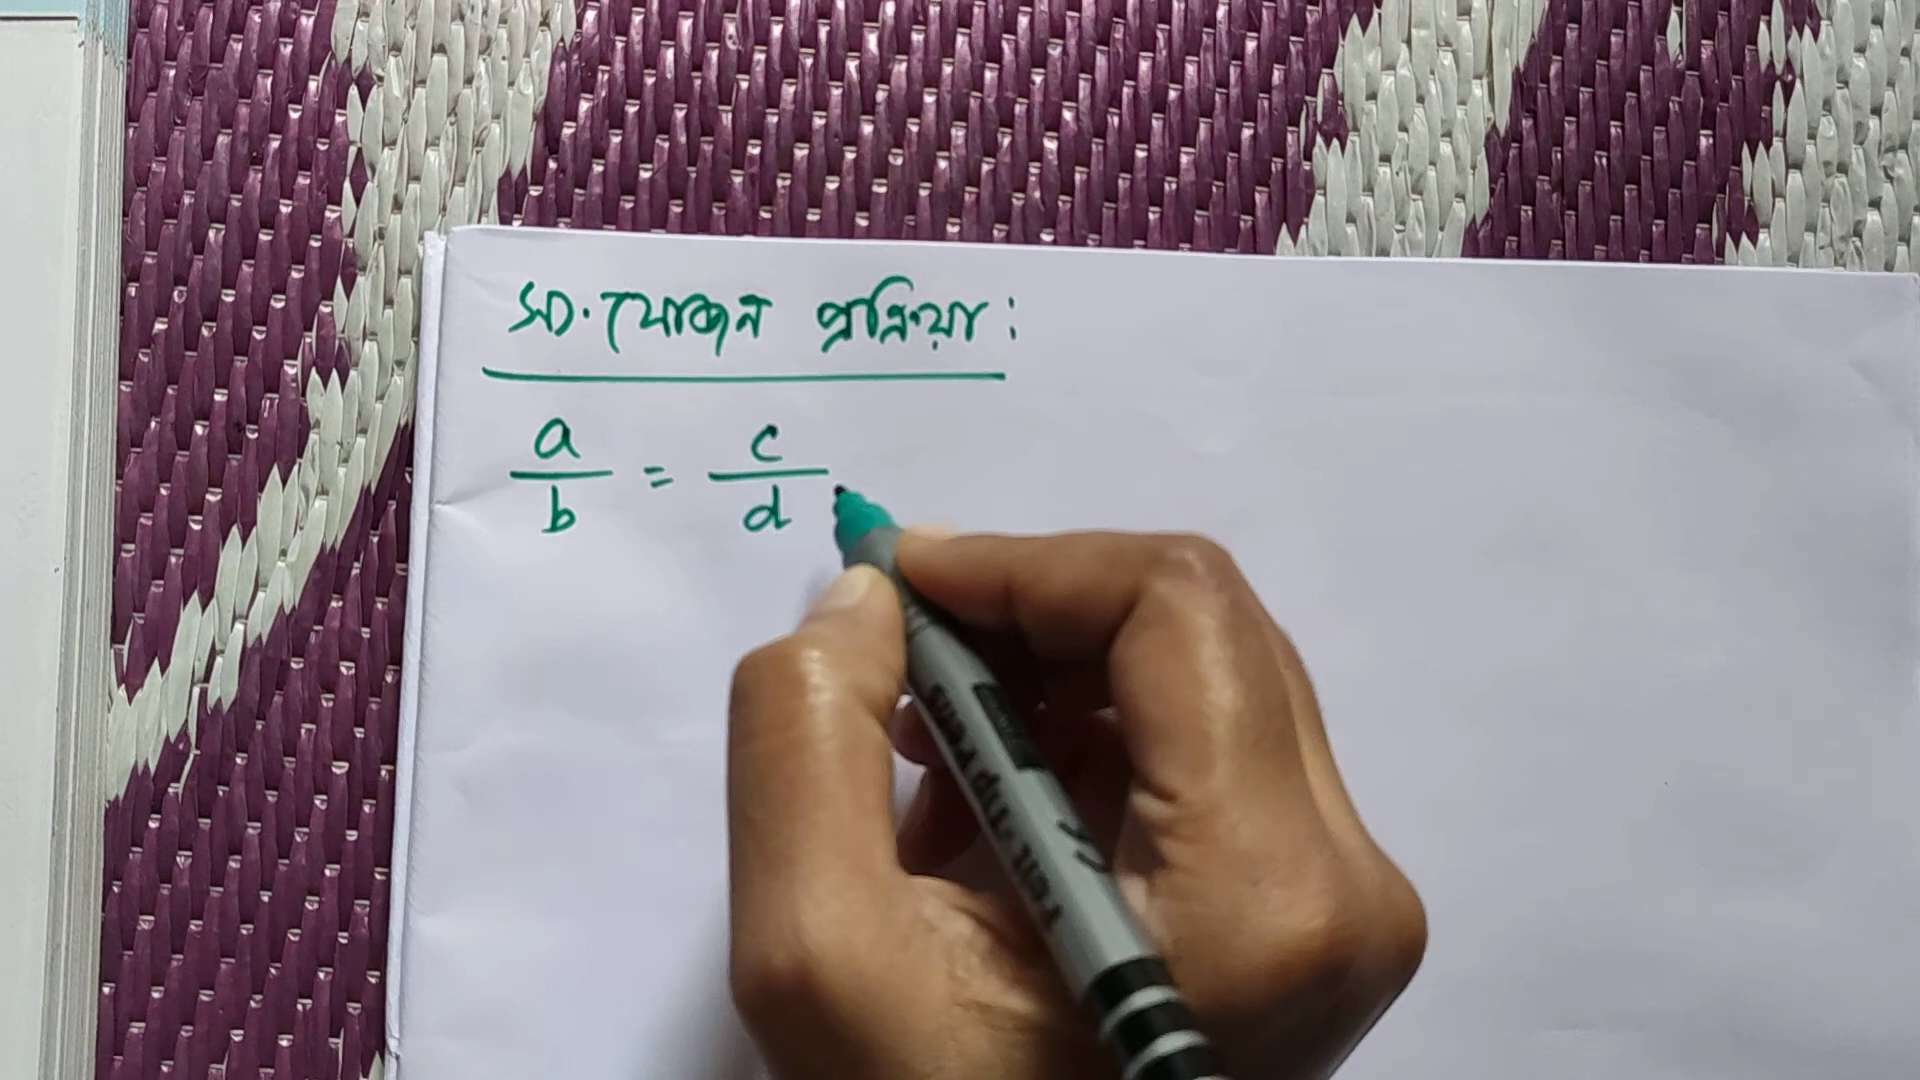 সংযোজন প্রক্রিয়া:
a/b = c/d